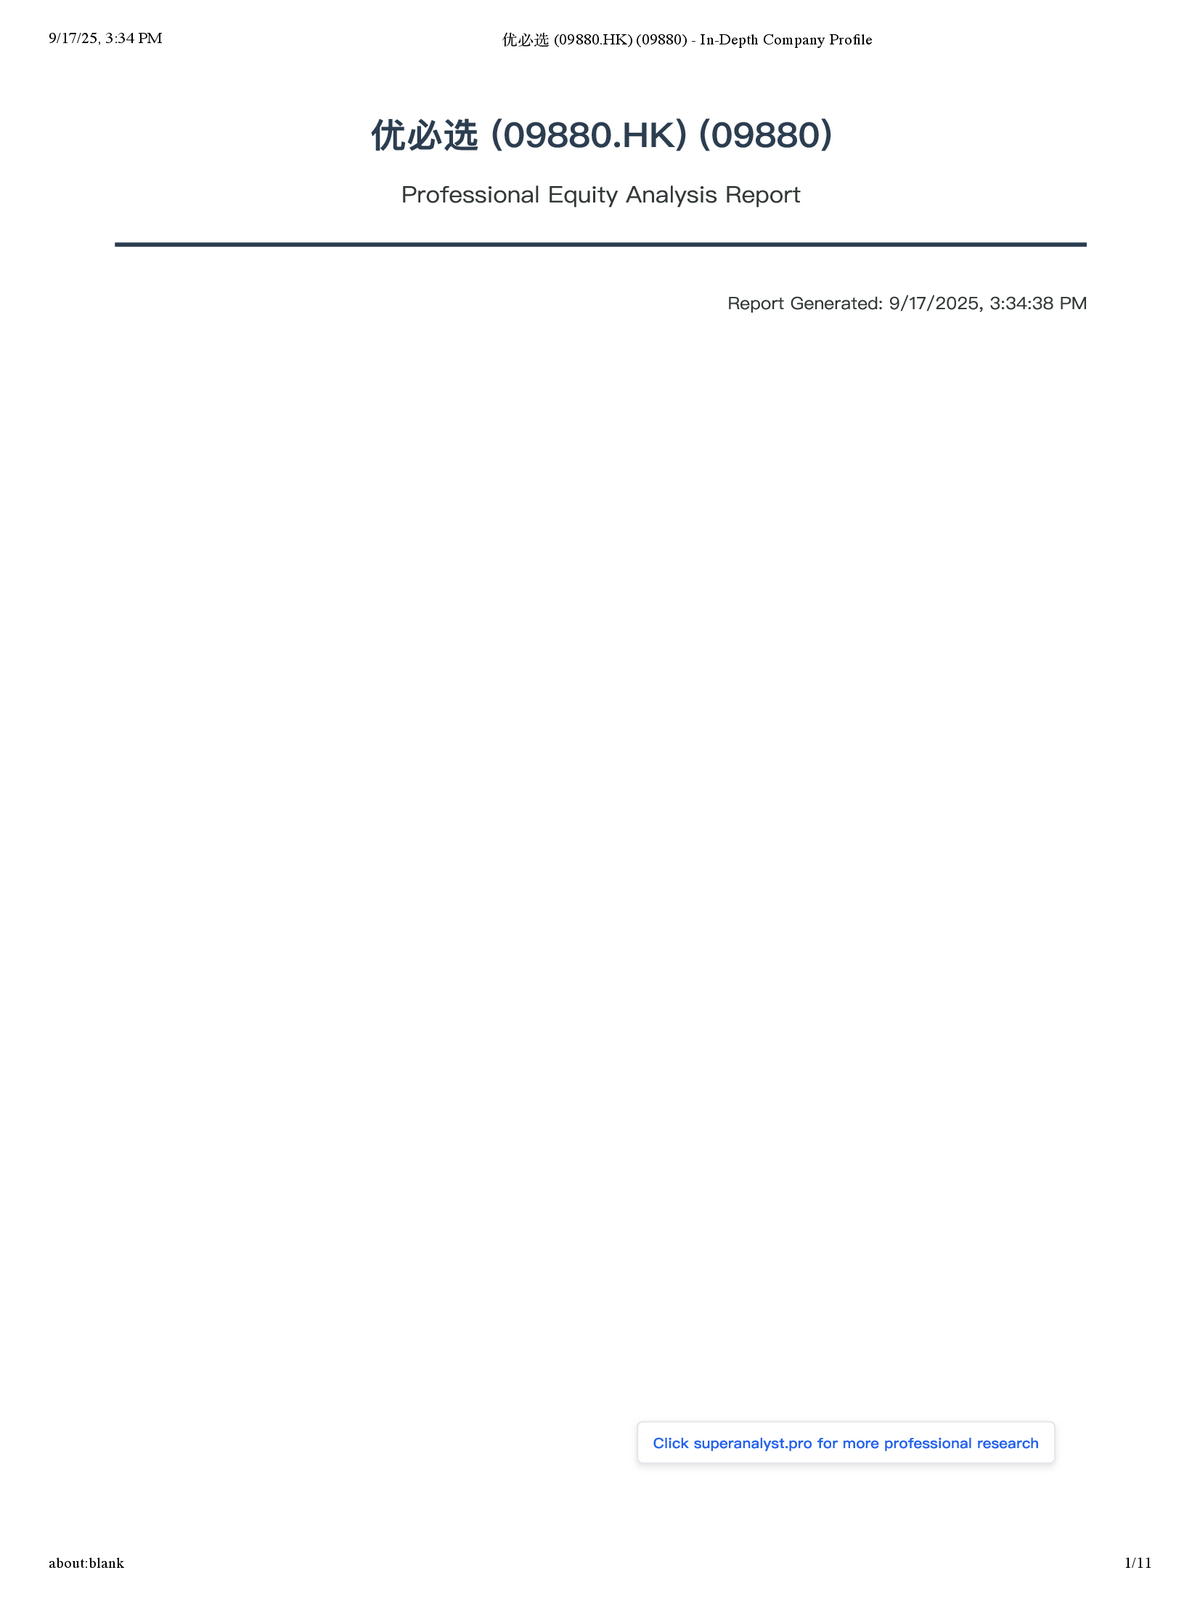 9/17/25, 3:34 PM
优必选 (09880.HK) (09880) - In-Depth Company Profile
优必选 (09880.HK) (09880)
Professional Equity Analysis Report
Report Generated: 9/17/2025, 3:34:38 PM
Click superanalyst.pro for more professional research
about:blank
1/11